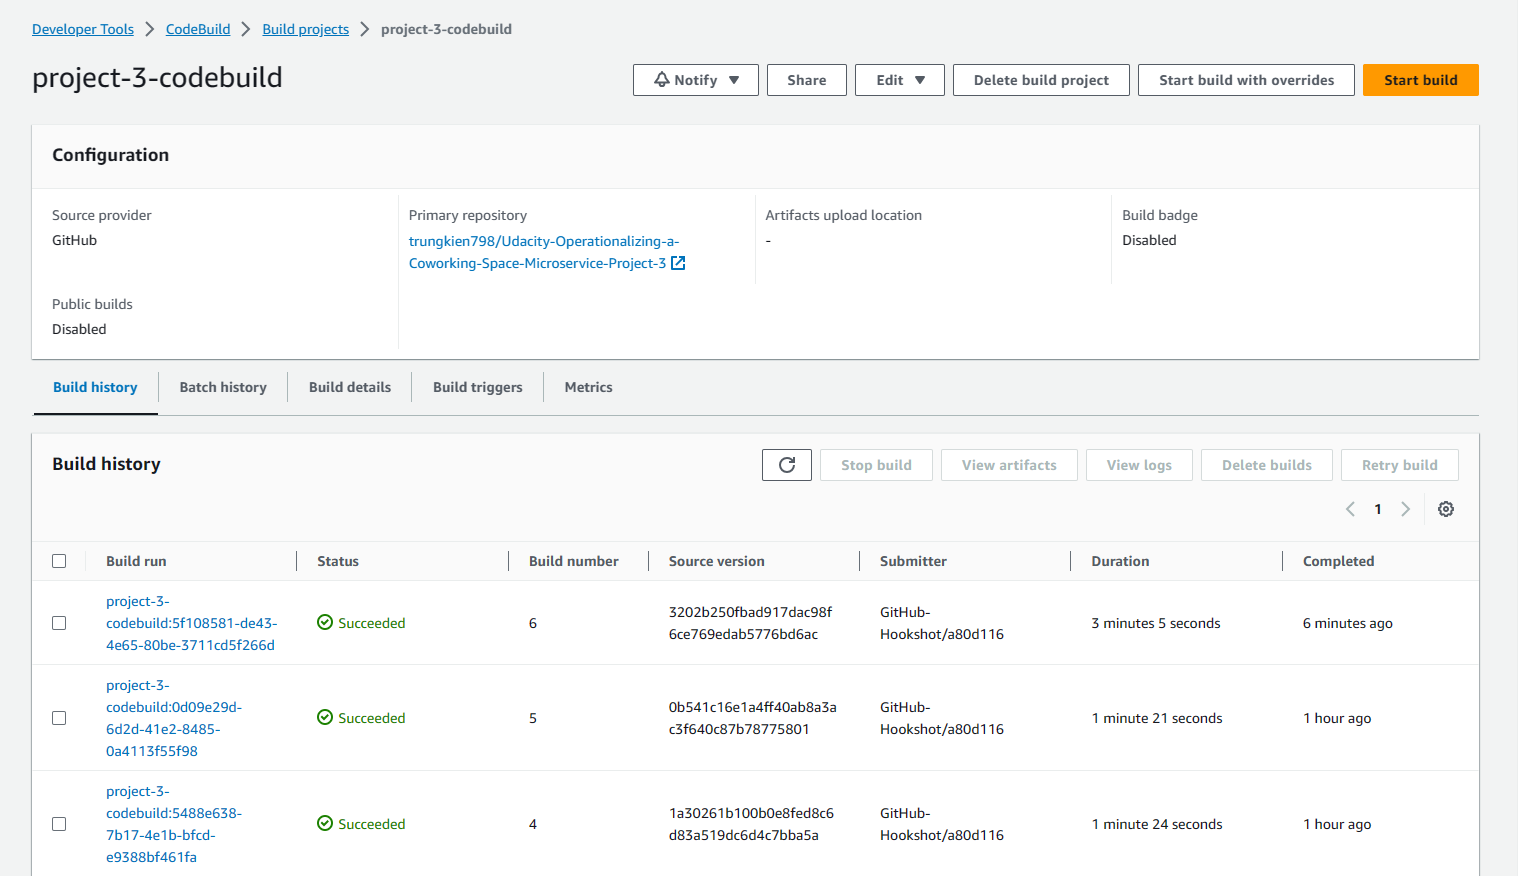 Developer Tools > CodeBuild > Build projects > project-3-codebuild
project-3-codebuild
Notify Share Edit Delete build project Start build with overrides Start build
Configuration
Source provider
GitHub
Primary repository
trungkien798/Udacity-Operationalizing-a-
Coworking-Space-Microservice-Project-3
Artifacts upload location
-
Build badge
Disabled
Public builds
Disabled
Build history Batch history Build details Build triggers Metrics
Build history
Stop build View artifacts View logs Delete builds Retry build
1
Build run Status Build number Source version Submitter Duration Completed
project-3-
codebuild:5f108581-de43-
4e65-80be-3711cd5f266d
Succeeded
6
3202b250fbad917dac98f
6ce769edab5776bd6ac
GitHub-
Hookshot/a80d116
3 minutes 5 seconds
6 minutes ago
project-3-
codebuild:0d09e29d-
6d2d-41e2-8485-
0a4113f55f98
Succeeded
5
0b541c16e1a4ff40ab8a3a
c3f640c87b78775801
GitHub-
Hookshot/a80d116
1 minute 21 seconds
1 hour ago
project-3-
codebuild:5488e638-
7b17-4e1b-bfcd-
e9388bf461fa
Succeeded
4
1a30261b100b0e8fed8c6
d83a519dc6d4c7bba5a
GitHub-
Hookshot/a80d116
1 minute 24 seconds
1 hour ago